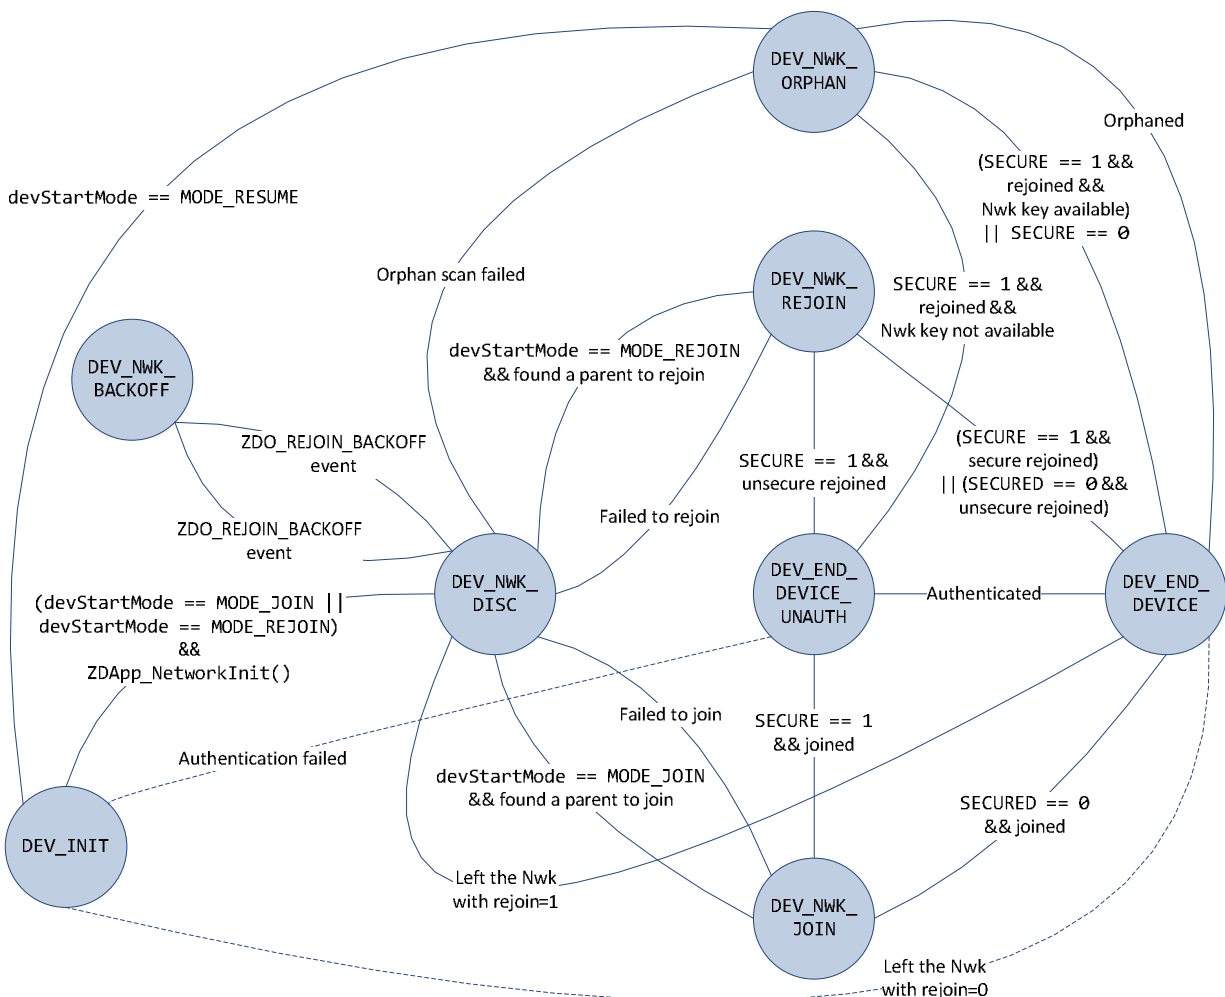 DEV_NWK_
ORPHAN
Orphaned
(SECURE == 1 &&
rejoined &&
Nwk key available)
|| SECURE == 0
devStartMode == MODE_RESUME
Orphan scan failed
DEV_NWK_
REJOIN
SECURE == 1 &&
rejoined &&
Nwk key not available
devStartMode == MODE_REJOIN
&& found a parent to rejoin
DEV_NWK_
BACKOFF
ZDO_REJOIN_BACKOFF
event
SECURE == 1 &&
unsecure rejoined
(SECURE == 1 &&
secure rejoined)
|| (SECURED == 0 &&
unsecure rejoined)
Failed to rejoin
ZDO_REJOIN_BACKOFF
event
DEV_NWK_
DISC
DEV_END_
DEVICE_
UNAUTH
Authenticated
DEV_END_
DEVICE
(devStartMode == MODE_JOIN ||
devStartMode == MODE_REJOIN)
&&
ZDApp_NetworkInit()
Failed to join
SECURE == 1
&& joined
Authentication failed
devStartMode == MODE_JOIN
&& found a parent to join
SECURED == 0
&& joined
DEV_INIT
Left the Nwk
with rejoin=1
DEV_NWK_
JOIN
Left the Nwk
with rejoin=0